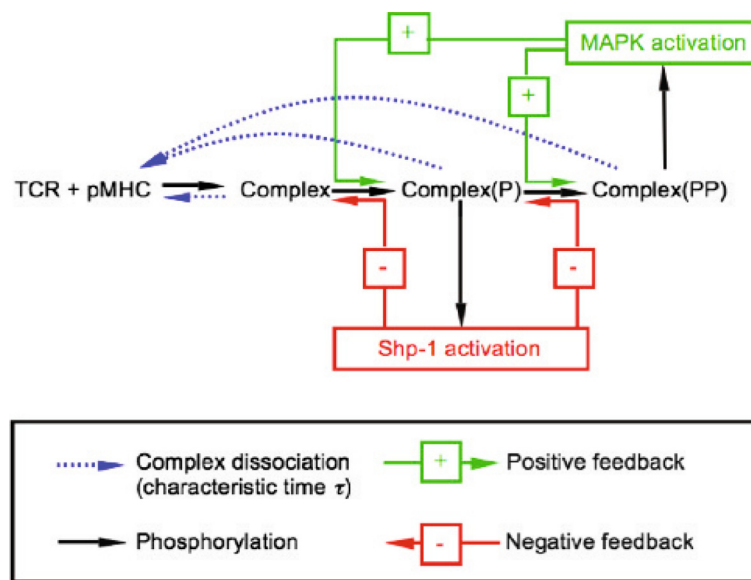 +
MAPK activation
+
TCR + pMHC Complex Complex(P) Complex(PP)
- -
Shp-1 activation
Complex dissociation
(characteristic time τ)
+ Positive feedback
Phosphorylation
- Negative feedback